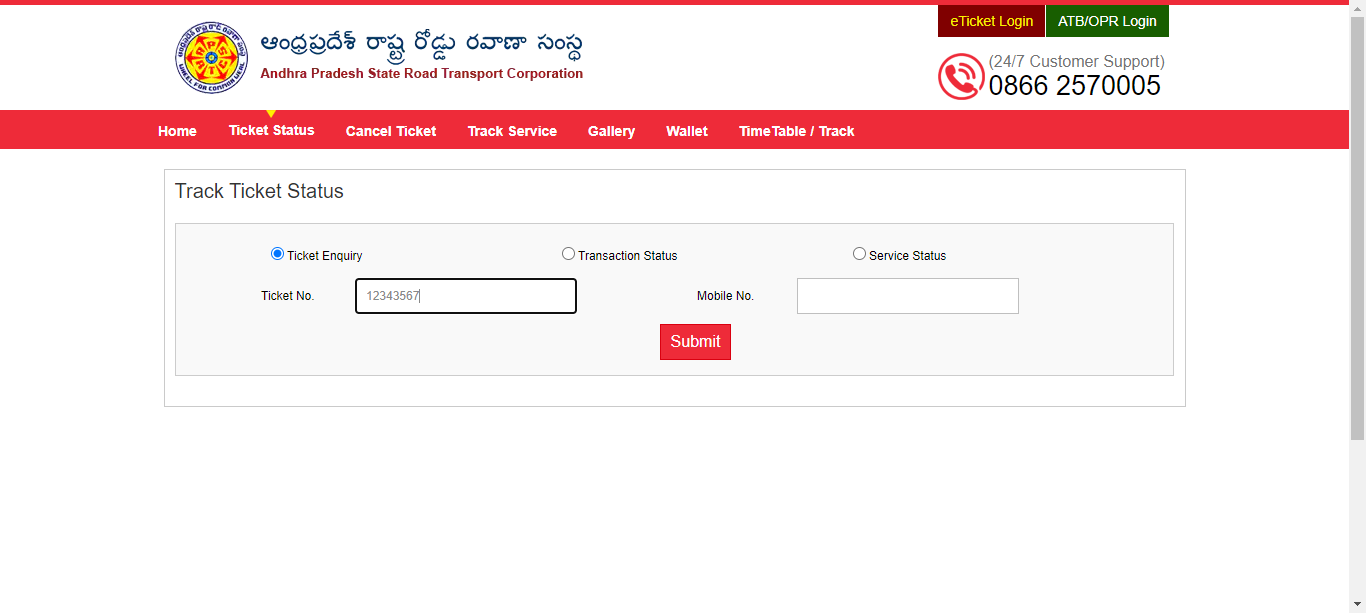 eTicket Login ATB/OPR Login
ఆంధ్రప్రదేశ్ రాష్ట్ర రోడ్డు రవాణా సంస్థ
Andhra Pradesh State Road Transport Corporation
(24/7 Customer Support)
0866 2570005
Home Ticket Status Cancel Ticket Track Service Gallery Wallet TimeTable / Track
Track Ticket Status
Ticket Enquiry Transaction Status Service Status
Ticket No. 12343567 Mobile No.
Submit